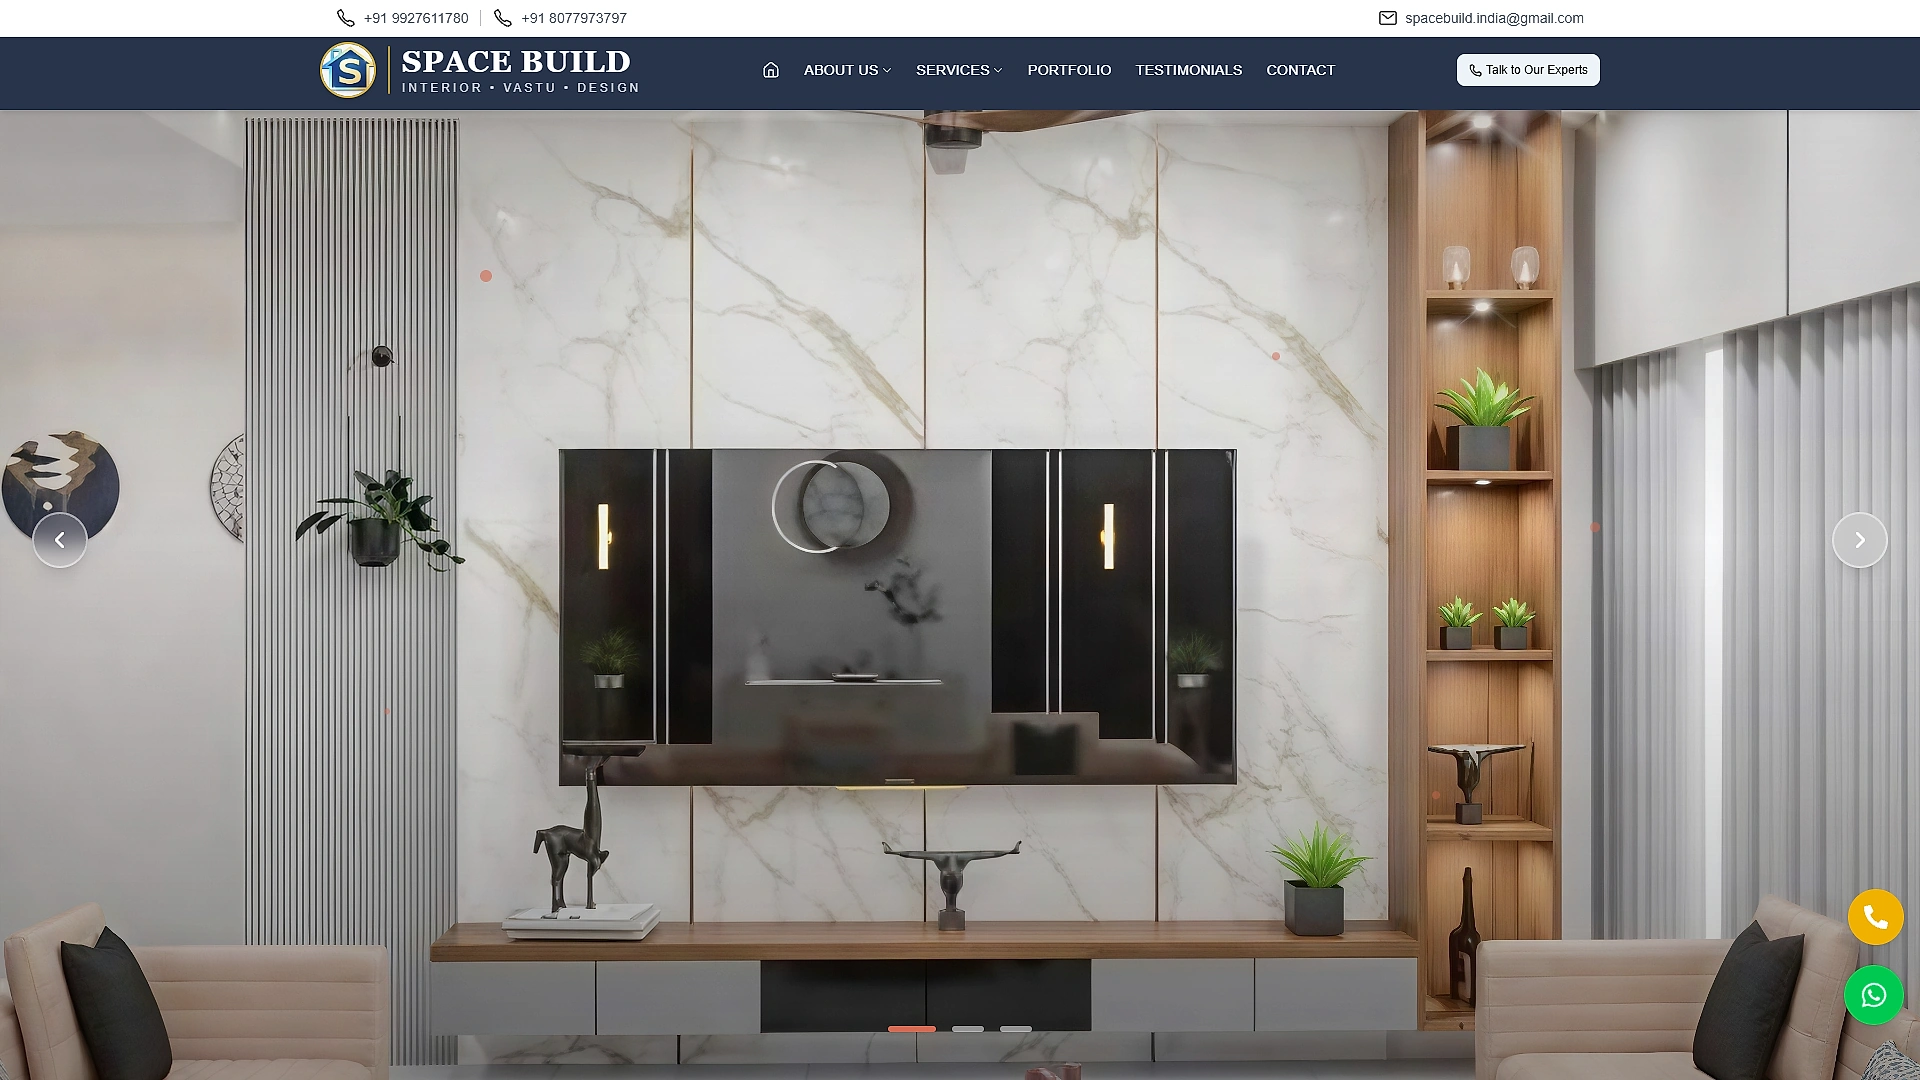 +91 9927611780
+91 8077973797
spacebuild.india@gmail.com
S
SPACE BUILD
INTERIOR • VASTU • DESIGN
ABOUT US
SERVICES
PORTFOLIO
TESTIMONIALS
CONTACT
Talk to Our Experts